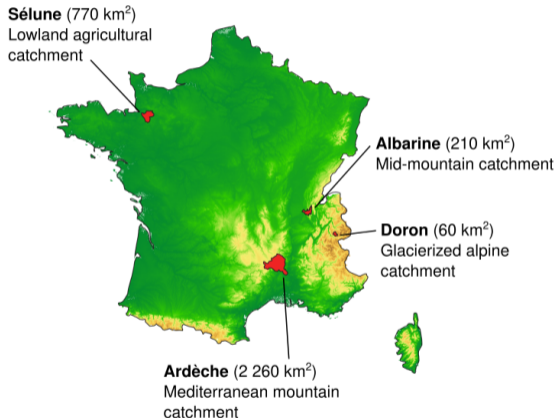 Sélune (770 km²)
Lowland agricultural
catchment
Albarine (210 km²)
Mid-mountain catchment
Doron (60 km²)
Glacierized alpine
catchment
Ardèche (2 260 km²)
Mediterranean mountain
catchment